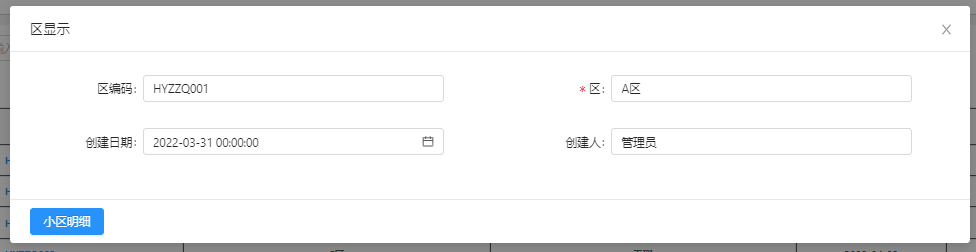 区显示
区编码: HYZZQ001
* 区: A区
创建日期: 2022-03-31 00:00:00
创建人: 管理员
小区明细